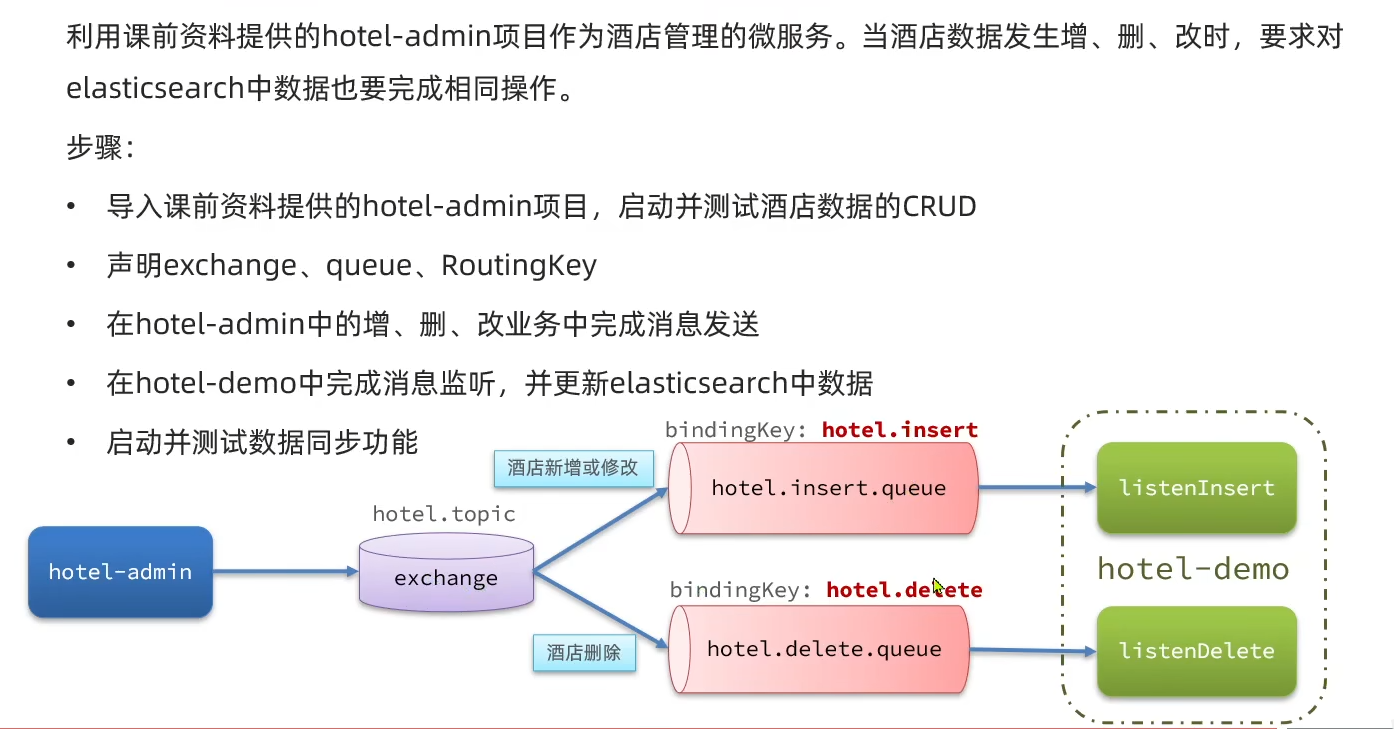 利用课前资料提供的hotel-admin项目作为酒店管理的微服务。当酒店数据发生增、删、改时，要求对
elasticsearch中数据也要完成相同操作。
步骤：
• 导入课前资料提供的hotel-admin项目，启动并测试酒店数据的CRUD
• 声明exchange、queue、RoutingKey
• 在hotel-admin中的增、删、改业务中完成消息发送
• 在hotel-demo中完成消息监听，并更新elasticsearch中数据
• 启动并测试数据同步功能
bindingKey: hotel.insert
酒店新增或修改
hotel.insert.queue
listenInsert
hotel.topic
hotel-admin
exchange
hotel-demo
bindingKey: hotel.delete
酒店删除
hotel.delete.queue
listenDelete